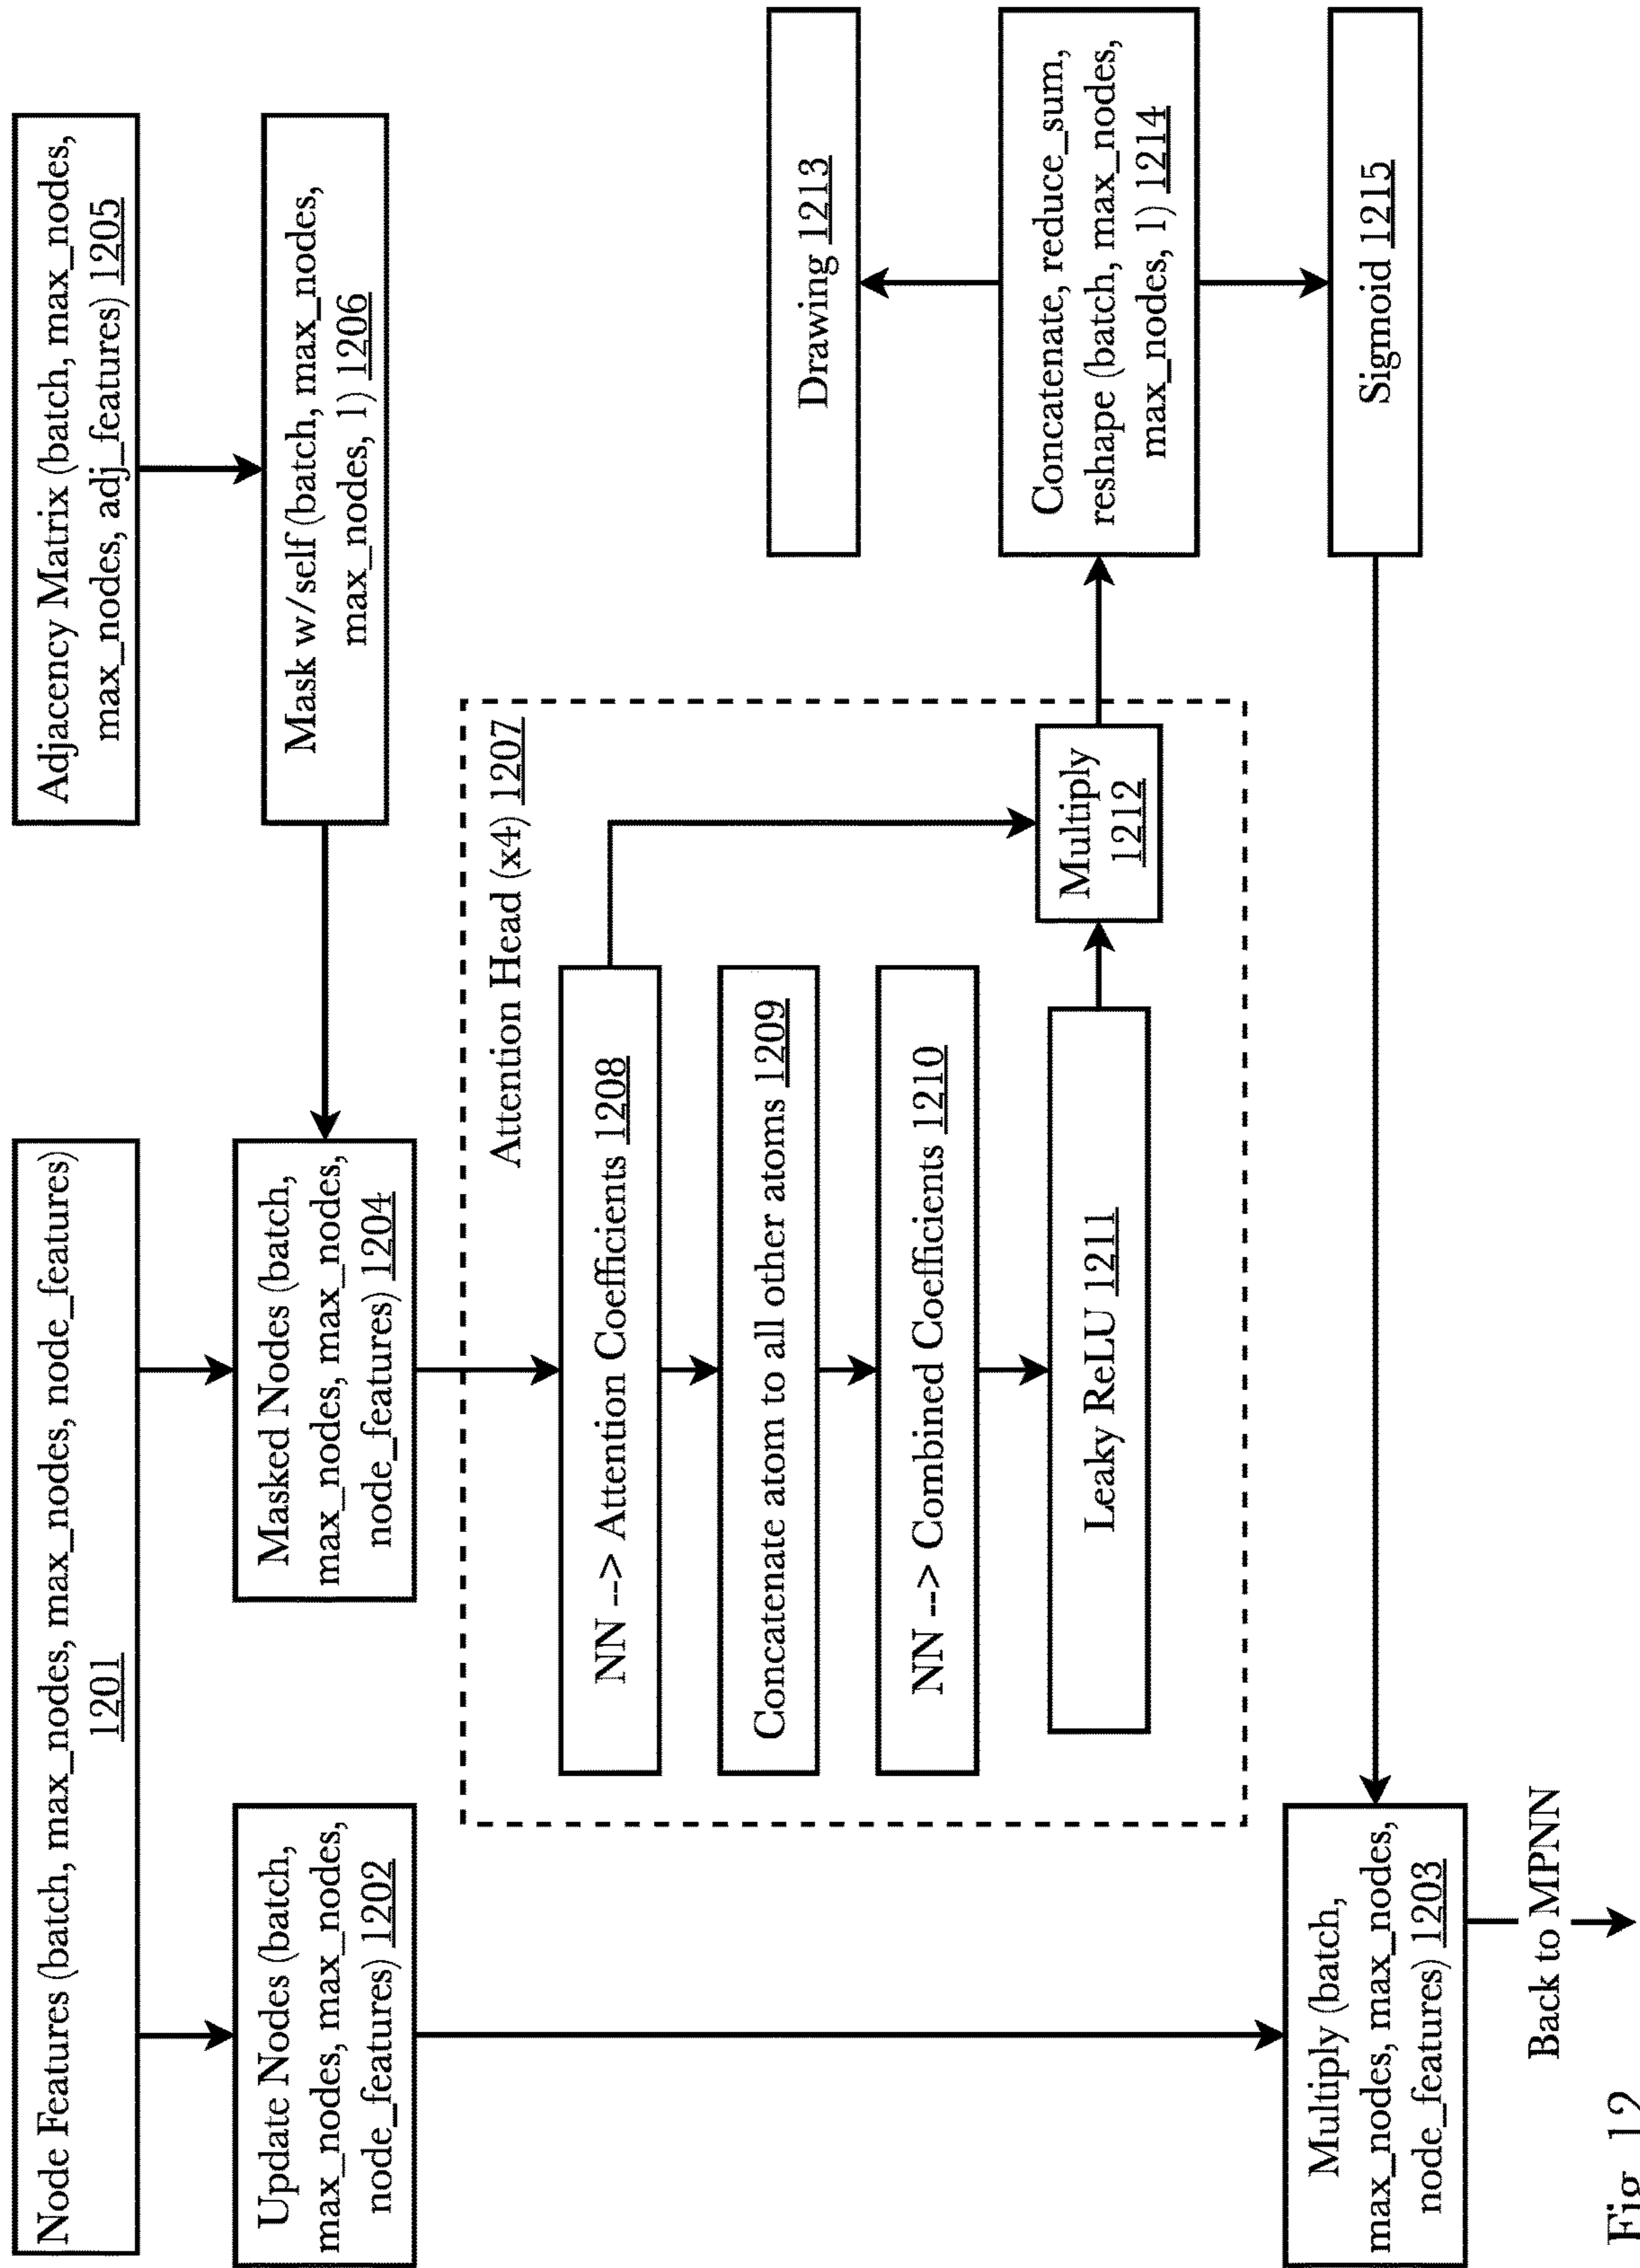 Node Features (batch, max_nodes, max_nodes, max_nodes, node_features)
1201
Adjacency Matrix (batch, max_nodes,
max_nodes, adj_features) 1205
Update Nodes (batch,
max_nodes, max_nodes,
node_features) 1202
Masked Nodes (batch,
max_nodes, max_nodes,
node_features) 1204
Mask w/self (batch, max_nodes,
max_nodes, 1) 1206
Attention Head (x4) 1207
NN --> Attention Coefficients 1208
Concatenate atom to all other atoms 1209
NN --> Combined Coefficients 1210
Leaky ReLU 1211
Multiply
1212
Drawing 1213
Concatenate, reduce_sum,
reshape (batch, max_nodes,
max_nodes, 1) 1214
Sigmoid 1215
Multiply (batch,
max_nodes, max_nodes,
node_features) 1203
Back to MPNN
Fig. 12